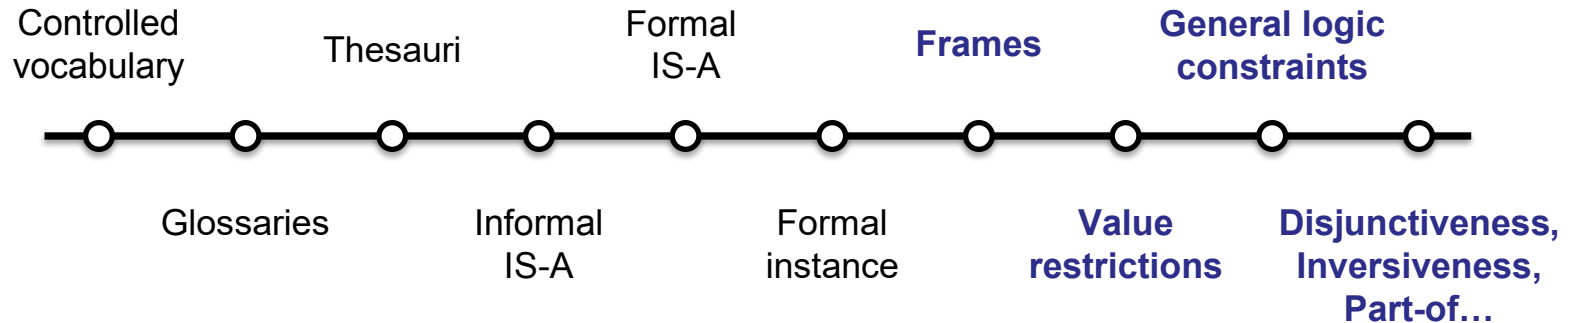 Controlled
vocabulary
Thesauri
Formal
IS-A
Frames
General logic
constraints
Glossaries
Informal
IS-A
Formal
instance
Value
restrictions
Disjunctiveness,
Inversiveness,
Part-of…